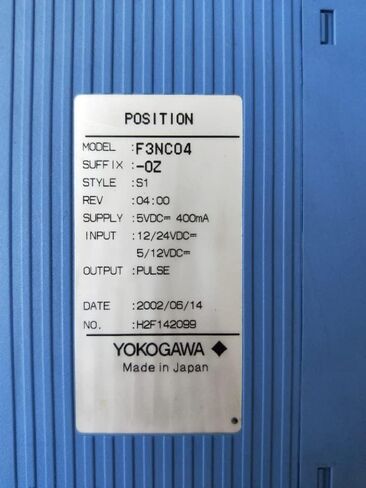 POSITION
MODEL :F3NC04
SUFFIX :-0Z
STYLE :S1
REV :04:00
SUPPLY :5VDC⎓ 400mA
INPUT :12/24VDC⎓
5/12VDC⎓
OUTPUT :PULSE
DATE :2002/06/14
NO. :H2F142099
YOKOGAWA ◆
Made in Japan